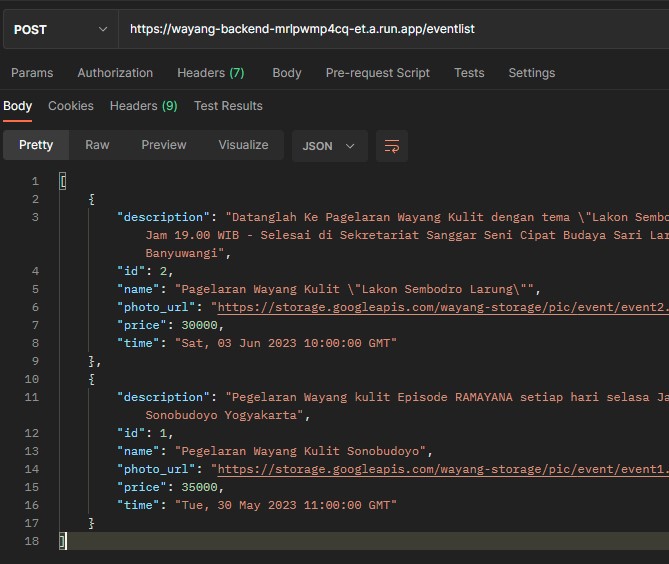 POST https://wayang-backend-mrlpwmp4cq-et.a.run.app/eventlist
Params Authorization Headers (7) Body Pre-request Script Tests Settings
Body Cookies Headers (9) Test Results
Pretty Raw Preview Visualize JSON
1 [
2 {
3 "description": "Datanglah Ke Pagelaran Wayang Kulit dengan tema \"Lakon Sembo
Jam 19.00 WIB - Selesai di Sekretariat Sanggar Seni Cipat Budaya Sari Lar
Banyuwangi",
4 "id": 2,
5 "name": "Pagelaran Wayang Kulit \"Lakon Sembodro Larung\"",
6 "photo_url": "https://storage.googleapis.com/wayang-storage/pic/event/event2.
7 "price": 30000,
8 "time": "Sat, 03 Jun 2023 10:00:00 GMT"
9 },
10 {
11 "description": "Pegelaran Wayang kulit Episode RAMAYANA setiap hari selasa Ja
Sonobudoyo Yogyakarta",
12 "id": 1,
13 "name": "Pegelaran Wayang Kulit Sonobudoyo",
14 "photo_url": "https://storage.googleapis.com/wayang-storage/pic/event/event1.
15 "price": 35000,
16 "time": "Tue, 30 May 2023 11:00:00 GMT"
17 }
18 ]